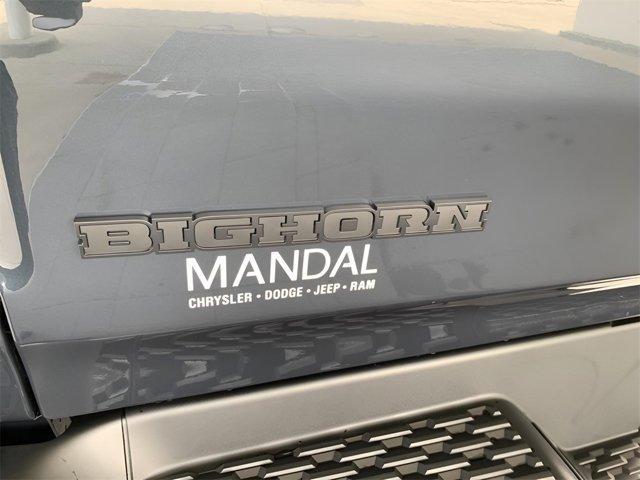 BIGHORN
MANDAL
CHRYSLER • DODGE • JEEP • RAM